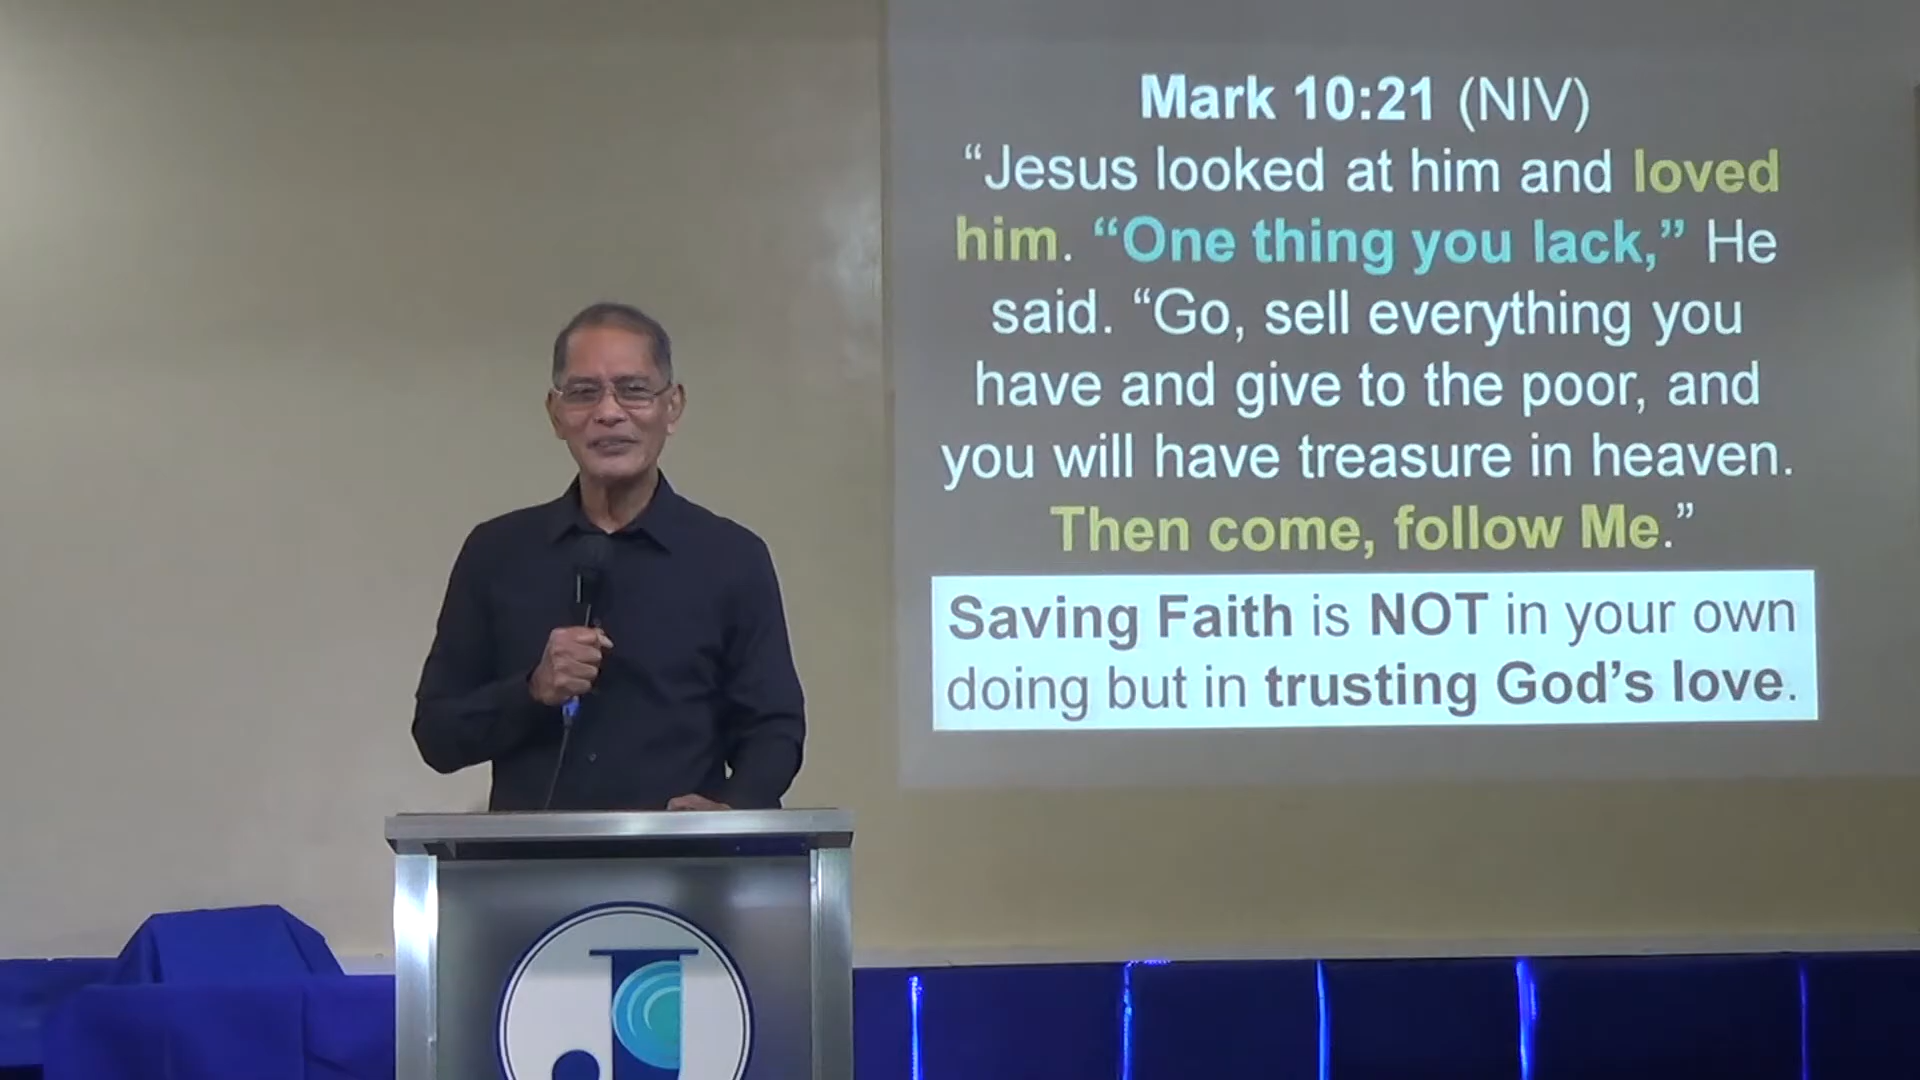 Mark 10:21 (NIV)
“Jesus looked at him and loved
him. “One thing you lack,” He
said. “Go, sell everything you
have and give to the poor, and
you will have treasure in heaven.
Then come, follow Me.”
Saving Faith is NOT in your own
doing but in trusting God’s love.
J